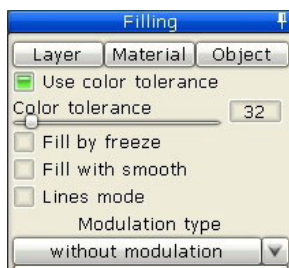 Filling
Layer Material Object
Use color tolerance
Color tolerance
32
Fill by freeze
Fill with smooth
Lines mode
Modulation type
without modulation